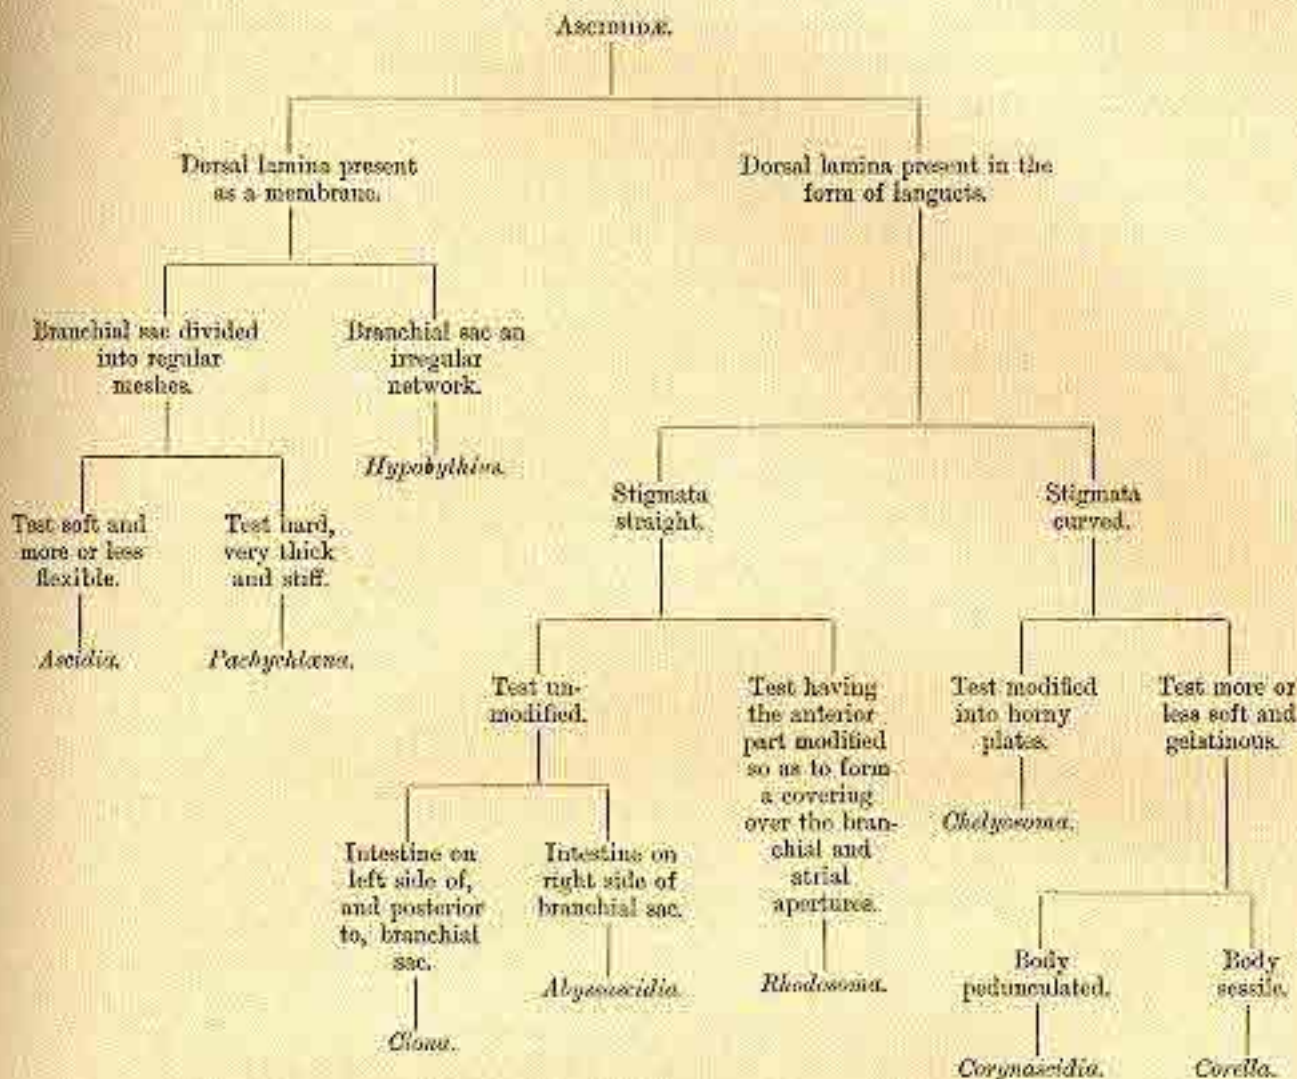 ASCIDIIDÆ.
Dorsal lamina present
as a membrane.
Dorsal lamina present in the
form of languets.
Branchial sac divided
into regular
meshes.
Branchial sac an
irregular
network.
Hypobythius.
Test soft and
more or less
flexible.
Ascidia.
Test hard,
very thick
and stiff.
Pachychlæna.
Stigmata
straight.
Stigmata
curved.
Test un-
modified.
Test having
the anterior
part modified
so as to form
a covering
over the bran-
chial and
atrial
apertures.
Rhodosoma.
Test modified
into horny
plates.
Chelyosoma.
Test more or
less soft and
gelatinous.
Intestine on
left side of,
and posterior
to, branchial
sac.
Ciona.
Intestine on
right side of
branchial sac.
Abyssascidia.
Body
pedunculated.
Corynascidia.
Body
sessile.
Corella.